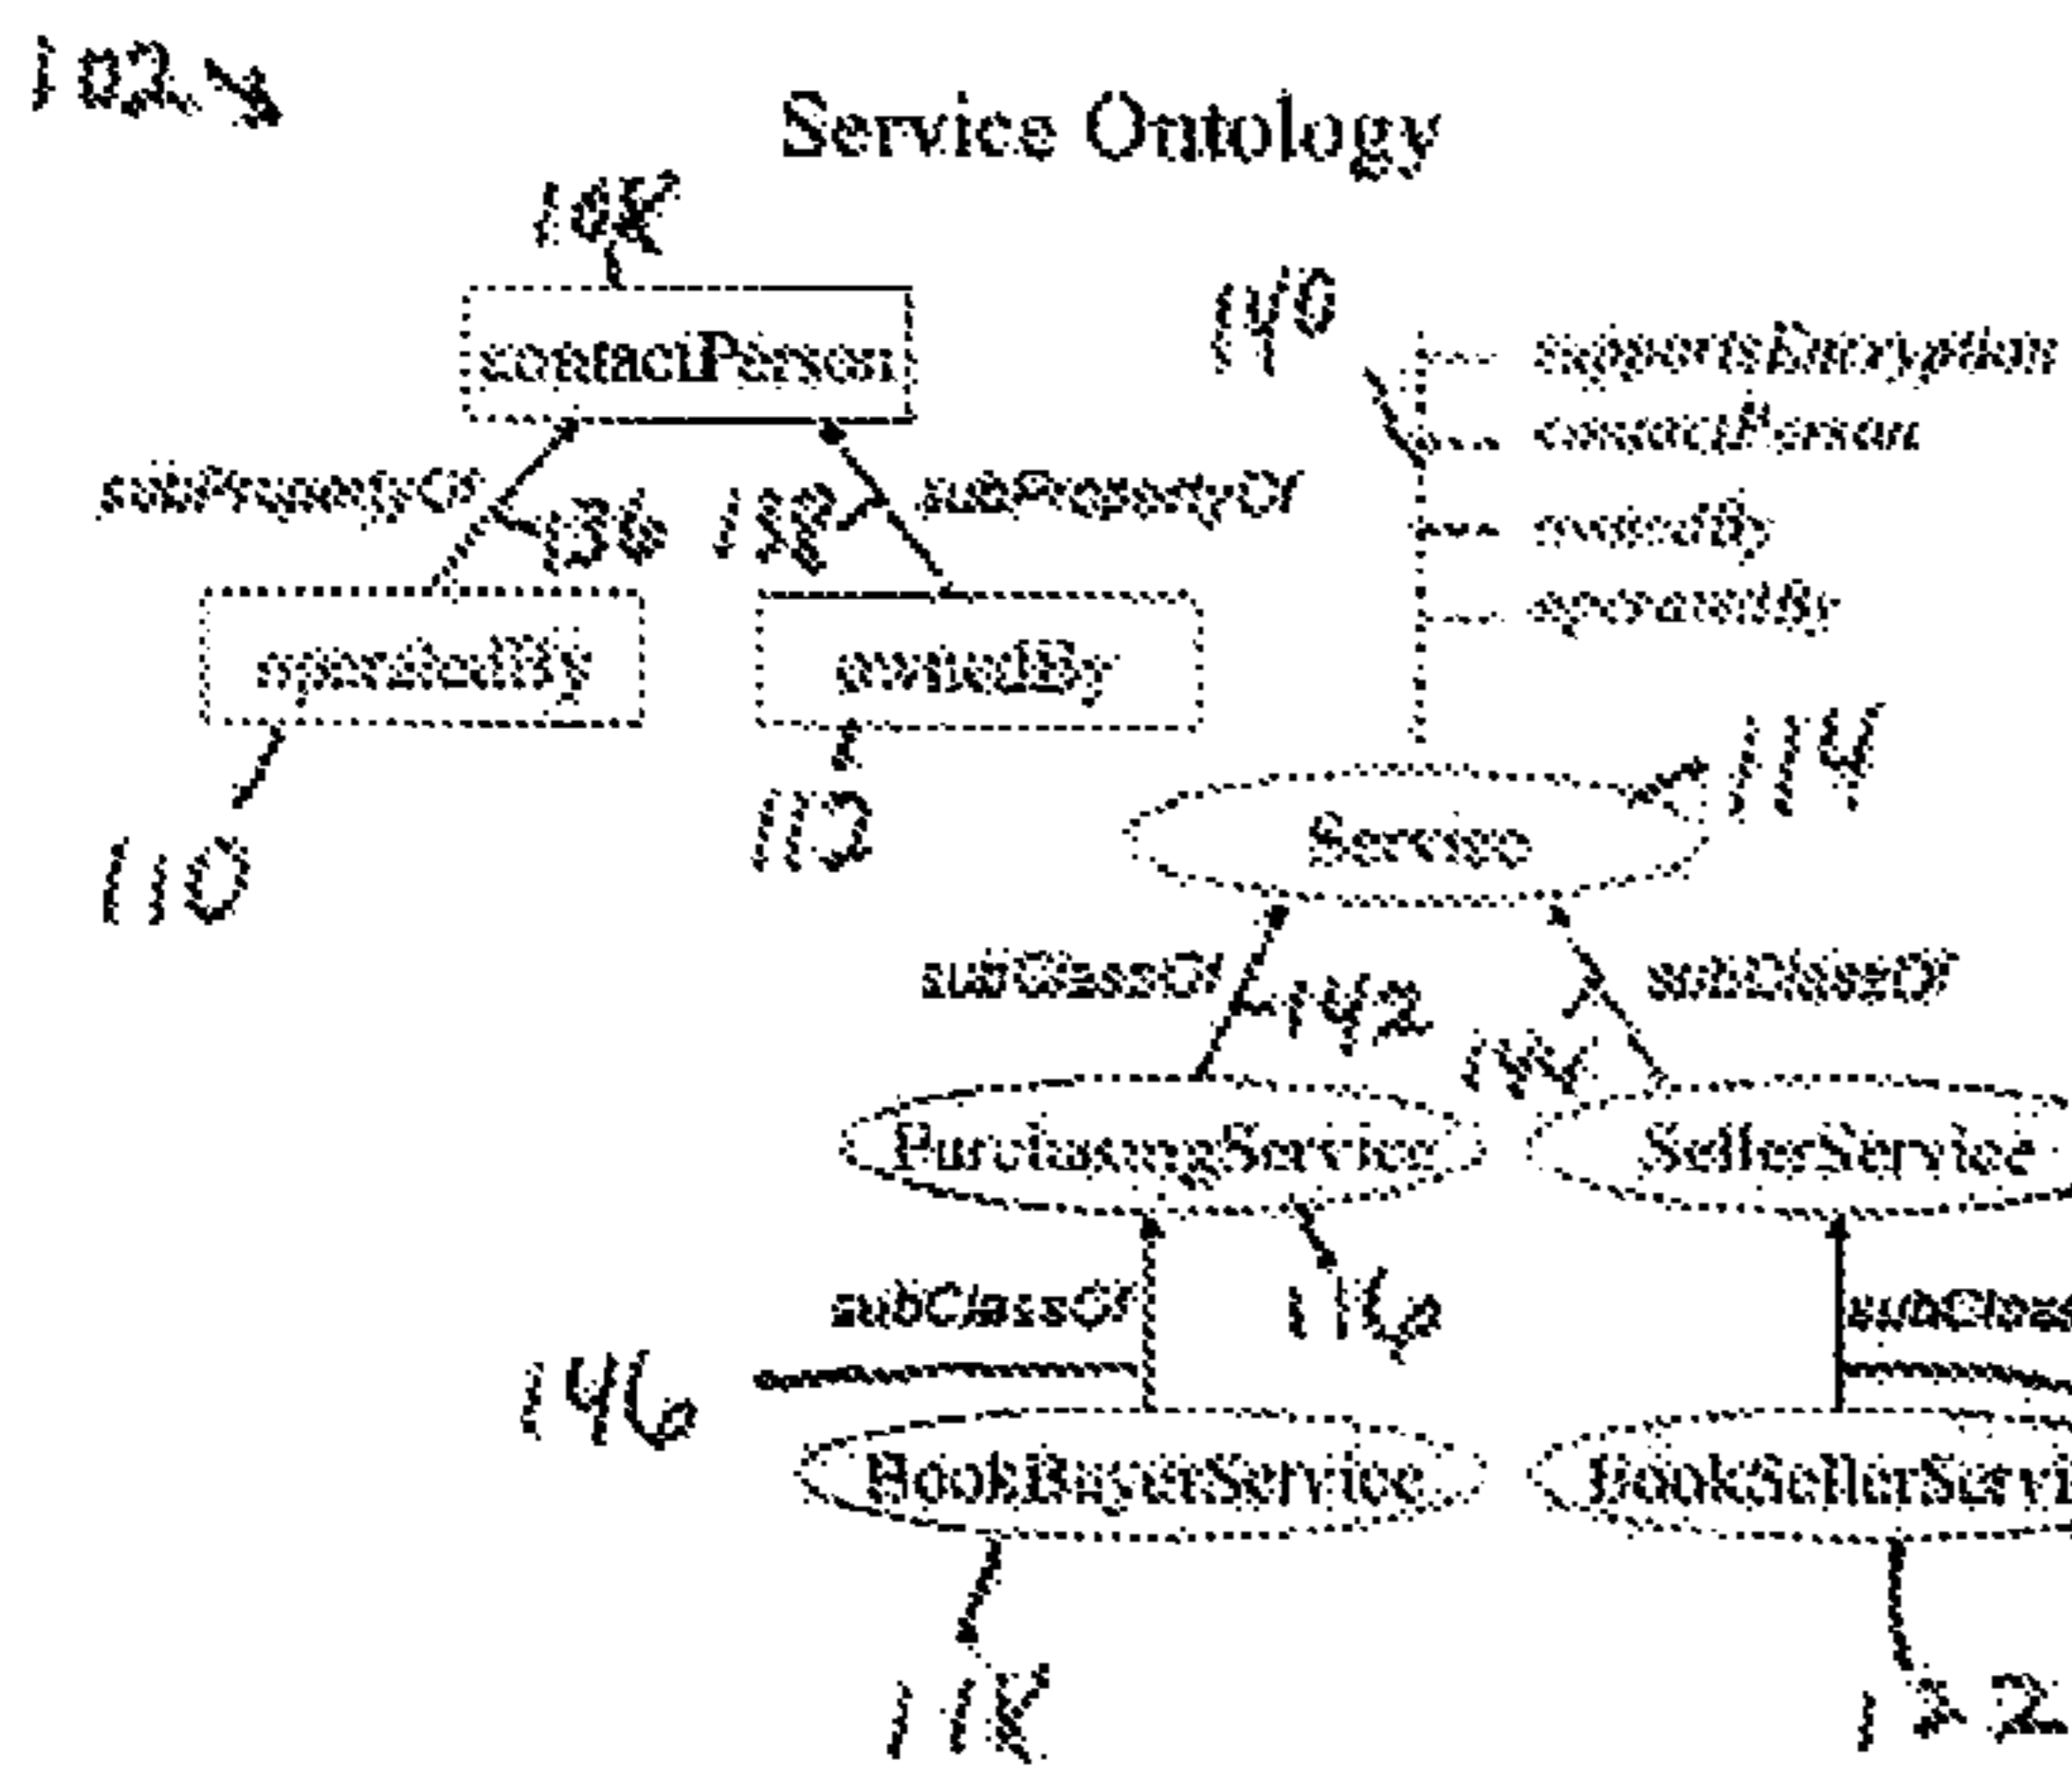 102
Service Ontology
108
contactPerson
140
supportsEncryption
contactPerson
ownedBy
operatedBy
subPropertyOf
136
138
subPropertyOf
operatedBy
ownedBy
110
112
114
Service
subClassOf
142
144
subClassOf
PurchasingService
SellerService
subClassOf
116
146
BookBuyerService
118
122